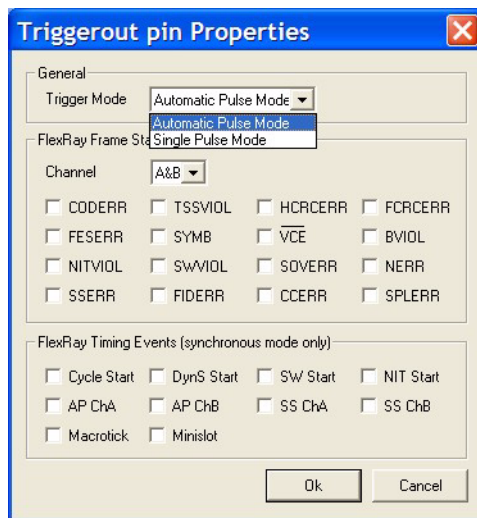 Triggerout pin Properties
General
Trigger Mode Automatic Pulse Mode
Automatic Pulse Mode
FlexRay Frame Sta Single Pulse Mode
Channel A&B
CODERR TSSVIOL HCRCERR FCRCERR
FESERR SYMB VCE BVIOL
NITVIOL SWVIOL SOVERR NERR
SSERR FIDERR CCERR SPLERR
FlexRay Timing Events (synchronous mode only)
Cycle Start DynS Start SW Start NIT Start
AP ChA AP ChB SS ChA SS ChB
Macrotick Minislot
Ok Cancel